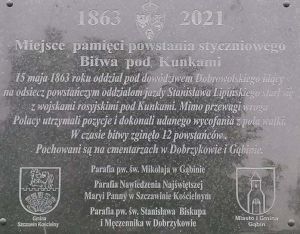 1863 2021
Miejsce pamięci powstania styczniowego
Bitwa pod Kunkami
15 maja 1863 roku oddział pod dowództwem Dobrowolskiego idący
na odsiecz powstańczym oddziałom jazdy Stanisława Lipińskiego starł się
z wojskami rosyjskimi pod Kunkami. Mimo przewagi wroga
Polacy utrzymali pozycje i dokonali udanego wycofania z pola walki.
W czasie bitwy zginęło 12 powstańców.
Pochowani są na cmentarzach w Dobrzykowie i Gąbinie.
Parafia pw. św. Mikołaja w Gąbinie
Parafia Nawiedzenia Najświętszej
Maryi Panny w Szczawinie Kościelnym
Parafia pw. św. Stanisława Biskupa
i Męczennika w Dobrzykowie
Gmina
Szczawin Kościelny
Miasto i Gmina
Gąbin